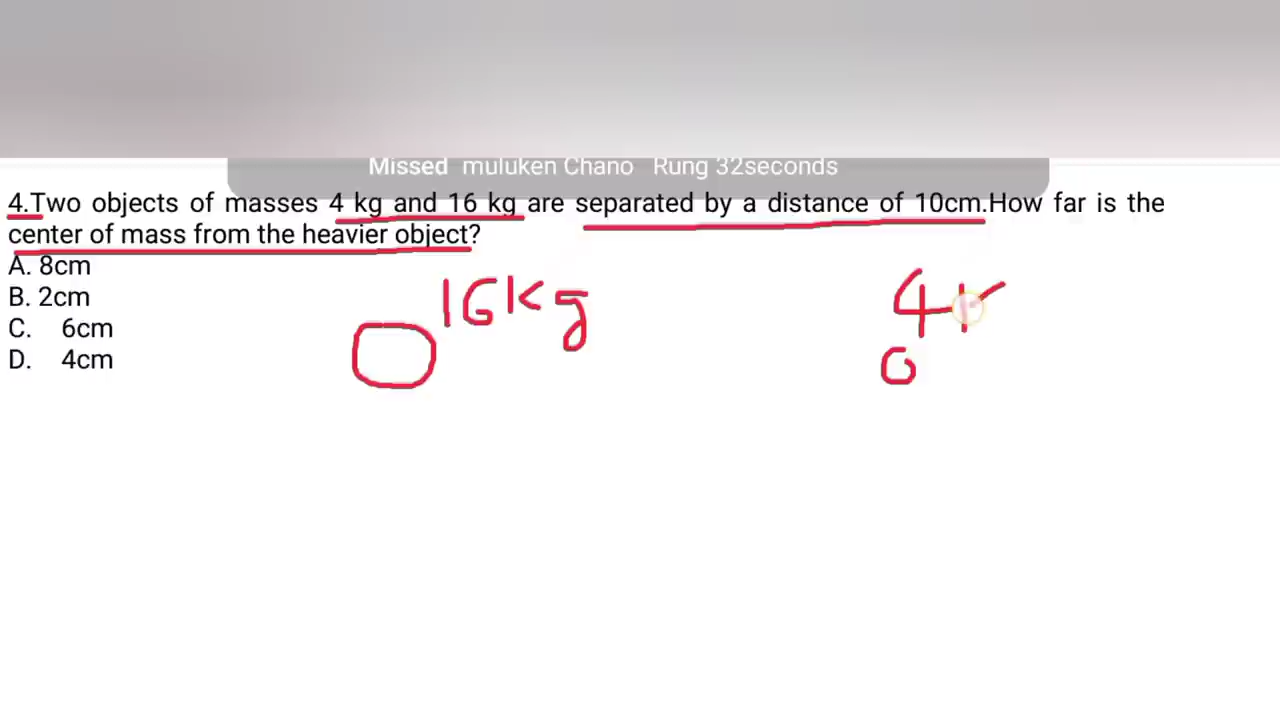 Missed muluken Chano Rung 32seconds
4.Two objects of masses 4 kg and 16 kg are separated by a distance of 10cm.How far is the
center of mass from the heavier object?
A. 8cm
B. 2cm
C. 6cm
D. 4cm
16kg
4k